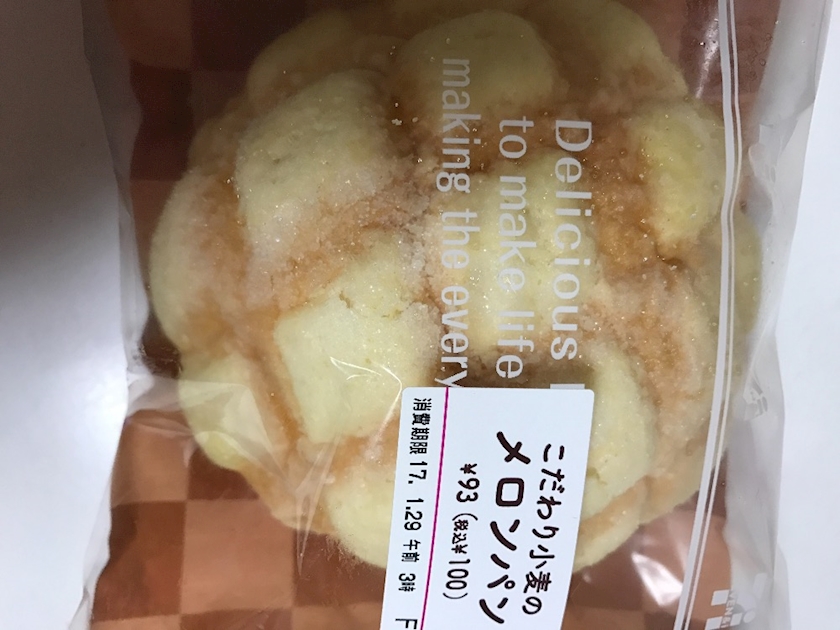 Delicious
to make life
making the every
こだわり小麦の
メロンパン
¥93(税込¥100)
消費期限 17. 1.29 午前 3時